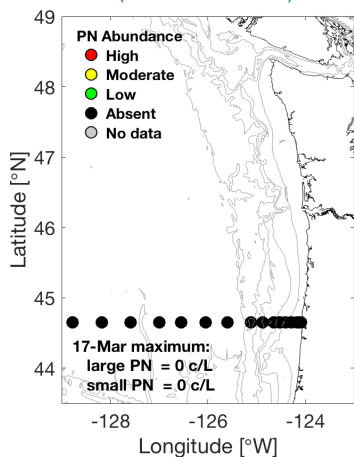 PN Abundance
High
Moderate
Low
Absent
No data
49
48
47
46
45
44
Latitude [°N]
17-Mar maximum:
large PN = 0 c/L
small PN = 0 c/L
-128
-126
-124
Longitude [°W]